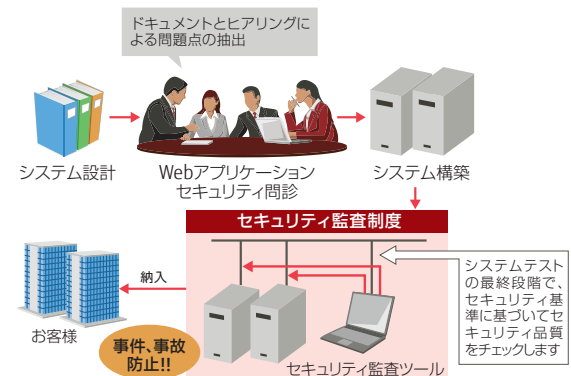 ドキュメントとヒアリングに
よる問題点の抽出
システム設計
Webアプリケーション
セキュリティ問診
システム構築
セキュリティ監査制度
システムテスト
の最終段階で、
セキュリティ基
準に基づいてセ
キュリティ品質
をチェックします
納入
お客様
事件、事故
防止!!
セキュリティ監査ツール